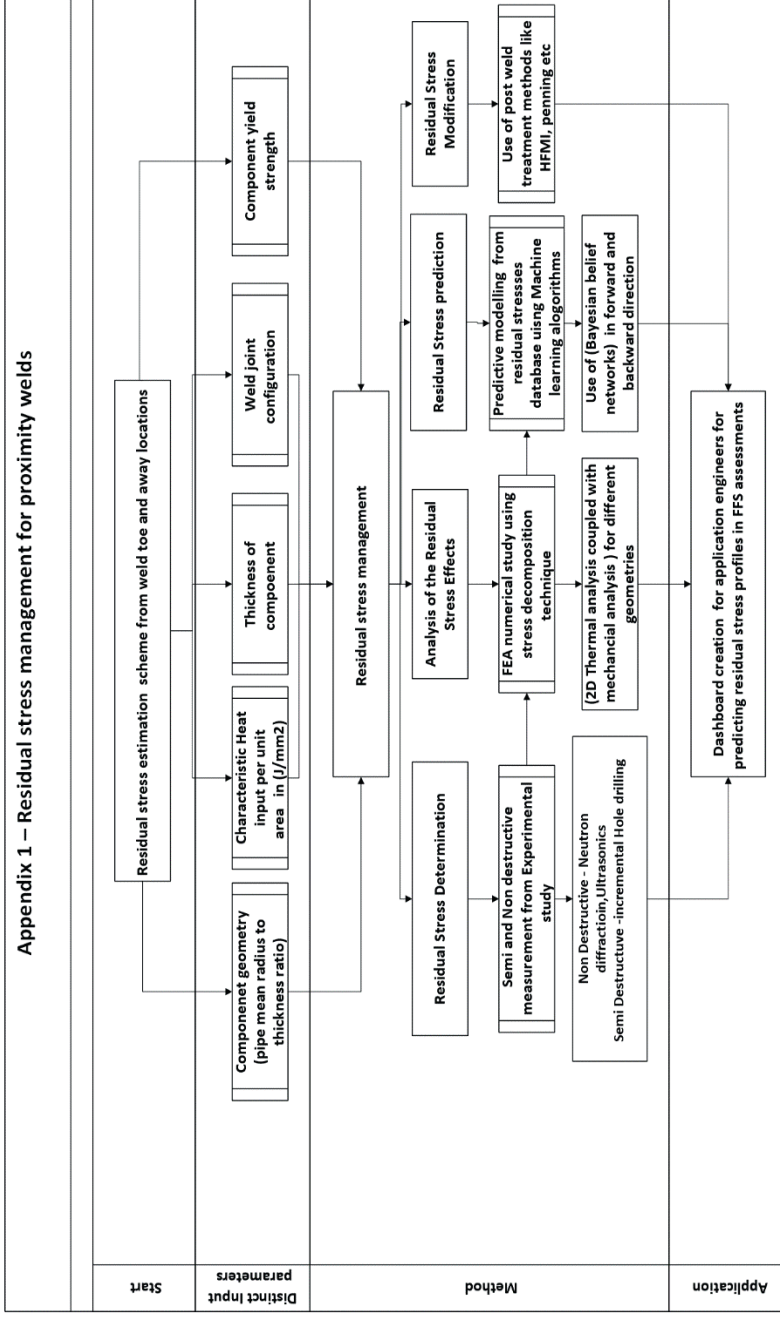 Appendix 1 – Residual stress management for proximity welds
Start
Residual stress estimation scheme from weld toe and away locations
Distinct Input
parameters
Componenet geometry
(pipe mean radius to
thickness ratio)
Characteristic Heat
input per unit
area in (J/mm2)
Thickness of
compoenent
Weld joint
configuration
Component yield
strength
Method
Residual stress management
Residual Stress Determination
Analysis of the Residual
Stress Effects
Residual Stress prediction
Residual Stress
Modification
Semi and Non destructive
measurement from Experimental
study
FEA numerical study using
stress decomposition
technique
Predictive modelling from
residual stressses
database uisng Machine
learning alogorithms
Use of post weld
treatment methods like
HFMI, penning etc
Non Destructive - Neutron
diffractioin,Ultrasonics
Semi Destructuve -incremental Hole drilling
(2D Thermal analysis coupled with
mechancial analysis ) for different
geometries
Use of (Bayesian belief
networks) in forward and
backward direction
Application
Dashboard creation for application engineers for
predicting residual stress profiles in FFS assessments